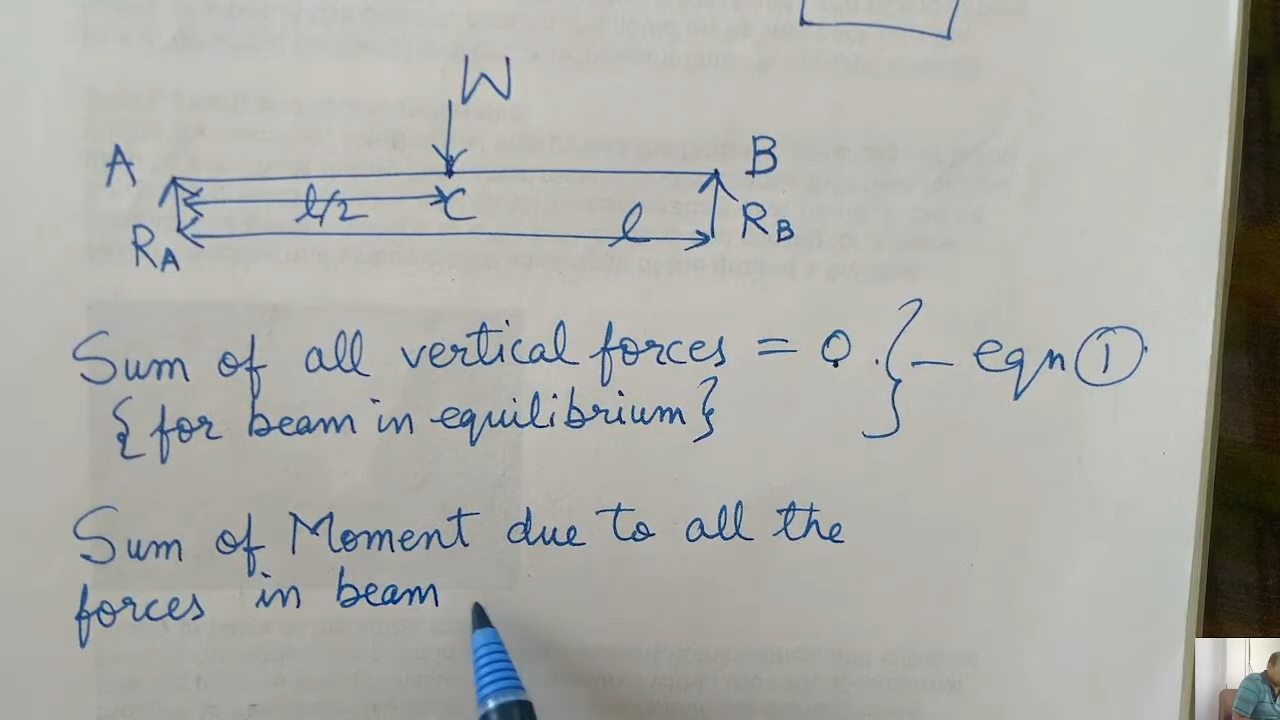 W
A
B
l/2
C
l
RA
RB
Sum of all vertical forces = 0 } - eqn ①
{for beam in equilibrium}
Sum of Moment due to all the
forces in beam